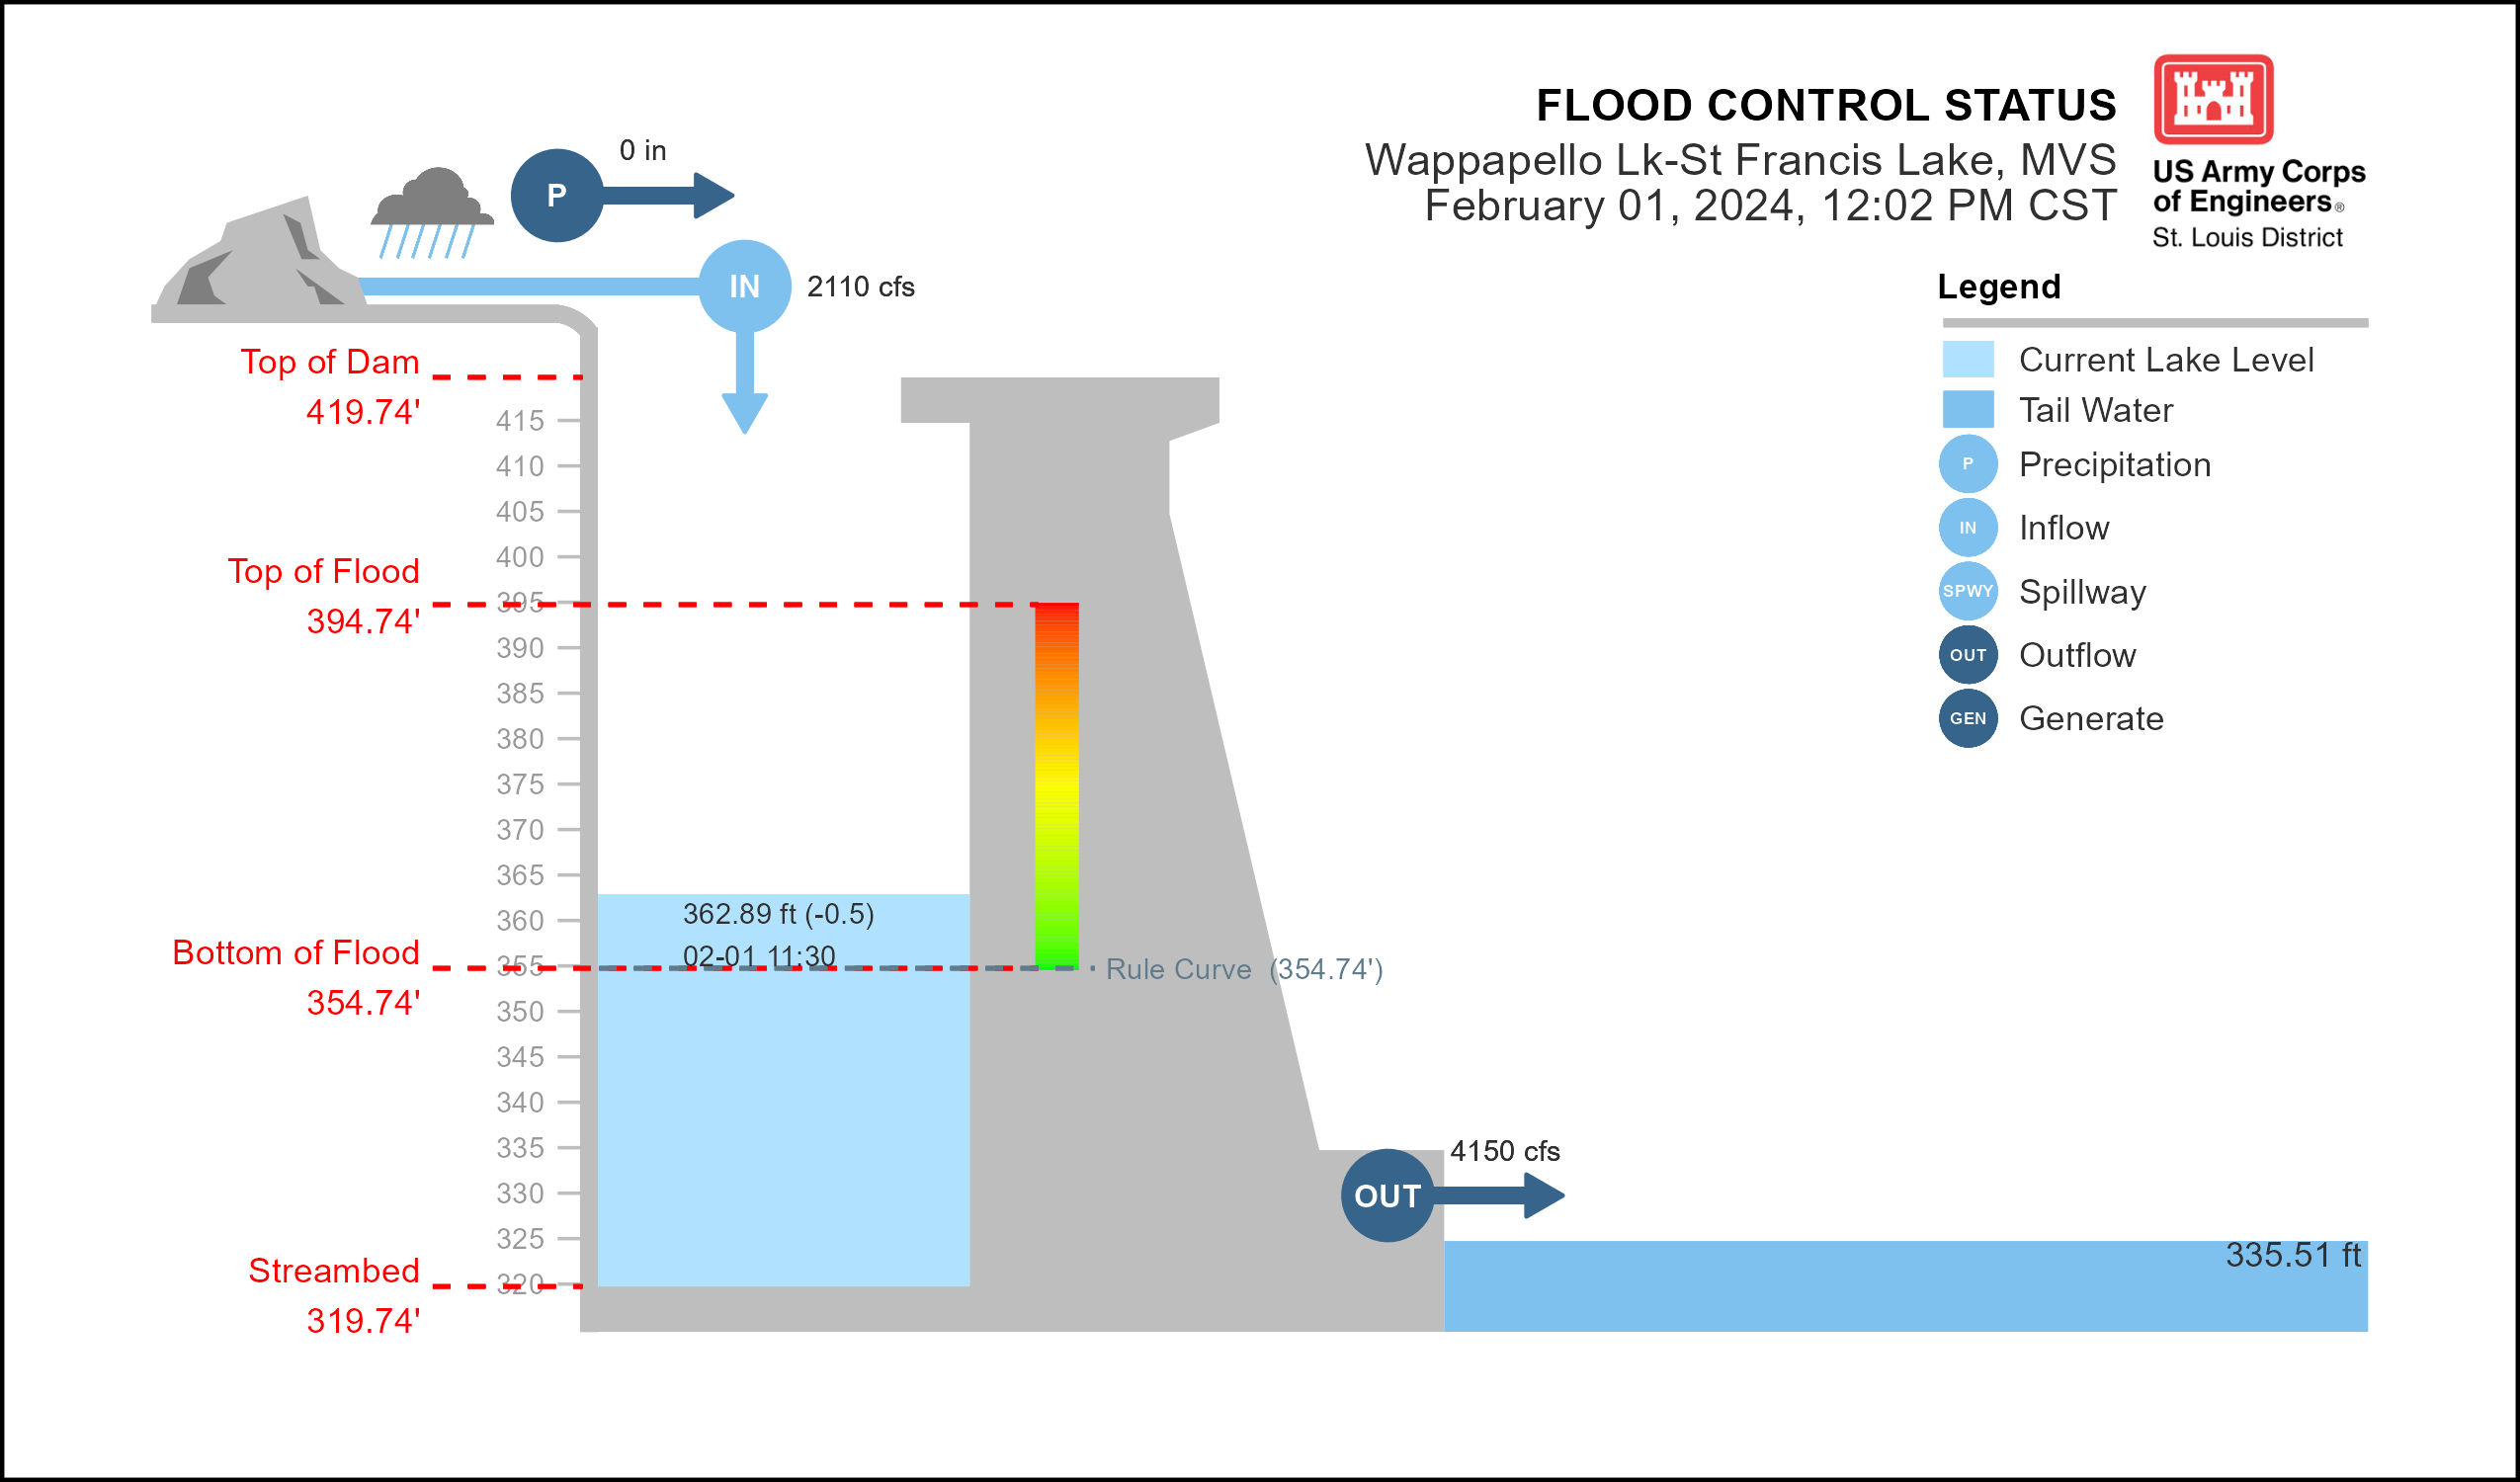 FLOOD CONTROL STATUS
Wappapello Lk-St Francis Lake, MVS
February 01, 2024, 12:02 PM CST
US Army Corps
of Engineers®
St. Louis District
0 in
P
IN
2110 cfs
Legend
Current Lake Level
Tail Water
P Precipitation
IN Inflow
SPWY Spillway
OUT Outflow
GEN Generate
Top of Dam
419.74'
415
410
405
400
Top of Flood
395
394.74'
390
385
380
375
370
365
362.89 ft (-0.5)
360
02-01 11:30
Bottom of Flood
355
Rule Curve (354.74')
354.74'
350
345
340
335
4150 cfs
OUT
330
325
335.51 ft
Streambed
320
319.74'